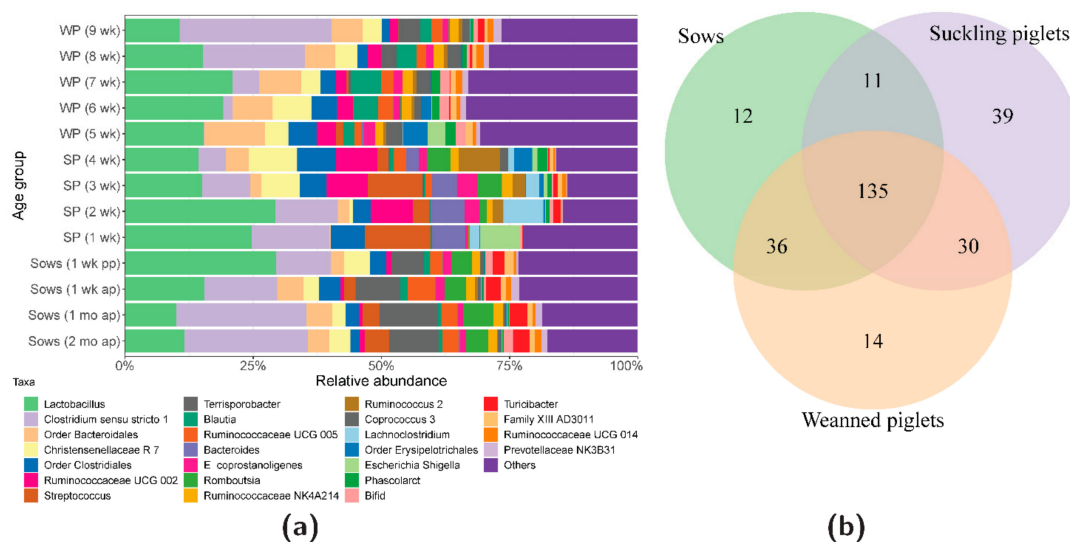 WP (9 wk)
WP (8 wk)
WP (7 wk)
WP (6 wk)
WP (5 wk)
SP (4 wk)
SP (3 wk)
SP (2 wk)
SP (1 wk)
Sows (1 wk pp)
Sows (1 wk ap)
Sows (1 mo ap)
Sows (2 mo ap)
Age group
0% 25% 50% 75% 100%
Relative abundance
Taxa
Lactobacillus
Clostridium sensu stricto 1
Order Bacteroidales
Christensenellaceae R 7
Order Clostridiales
Ruminococcaceae UCG 002
Streptococcus
Terrisporobacter
Blautia
Ruminococcaceae UCG 005
Bacteroides
E coprostanoligenes
Romboutsia
Ruminococcaceae NK4A214
Ruminococcus 2
Coprococcus 3
Lachnoclostridium
Order Erysipelotrichales
Escherichia Shigella
Phascolarct
Bifid
Turicibacter
Family XIII AD3011
Ruminococcaceae UCG 014
Prevotellaceae NK3B31
Others
(a)
Sows
Suckling piglets
11
12
39
135
36
30
14
Weanned piglets
(b)